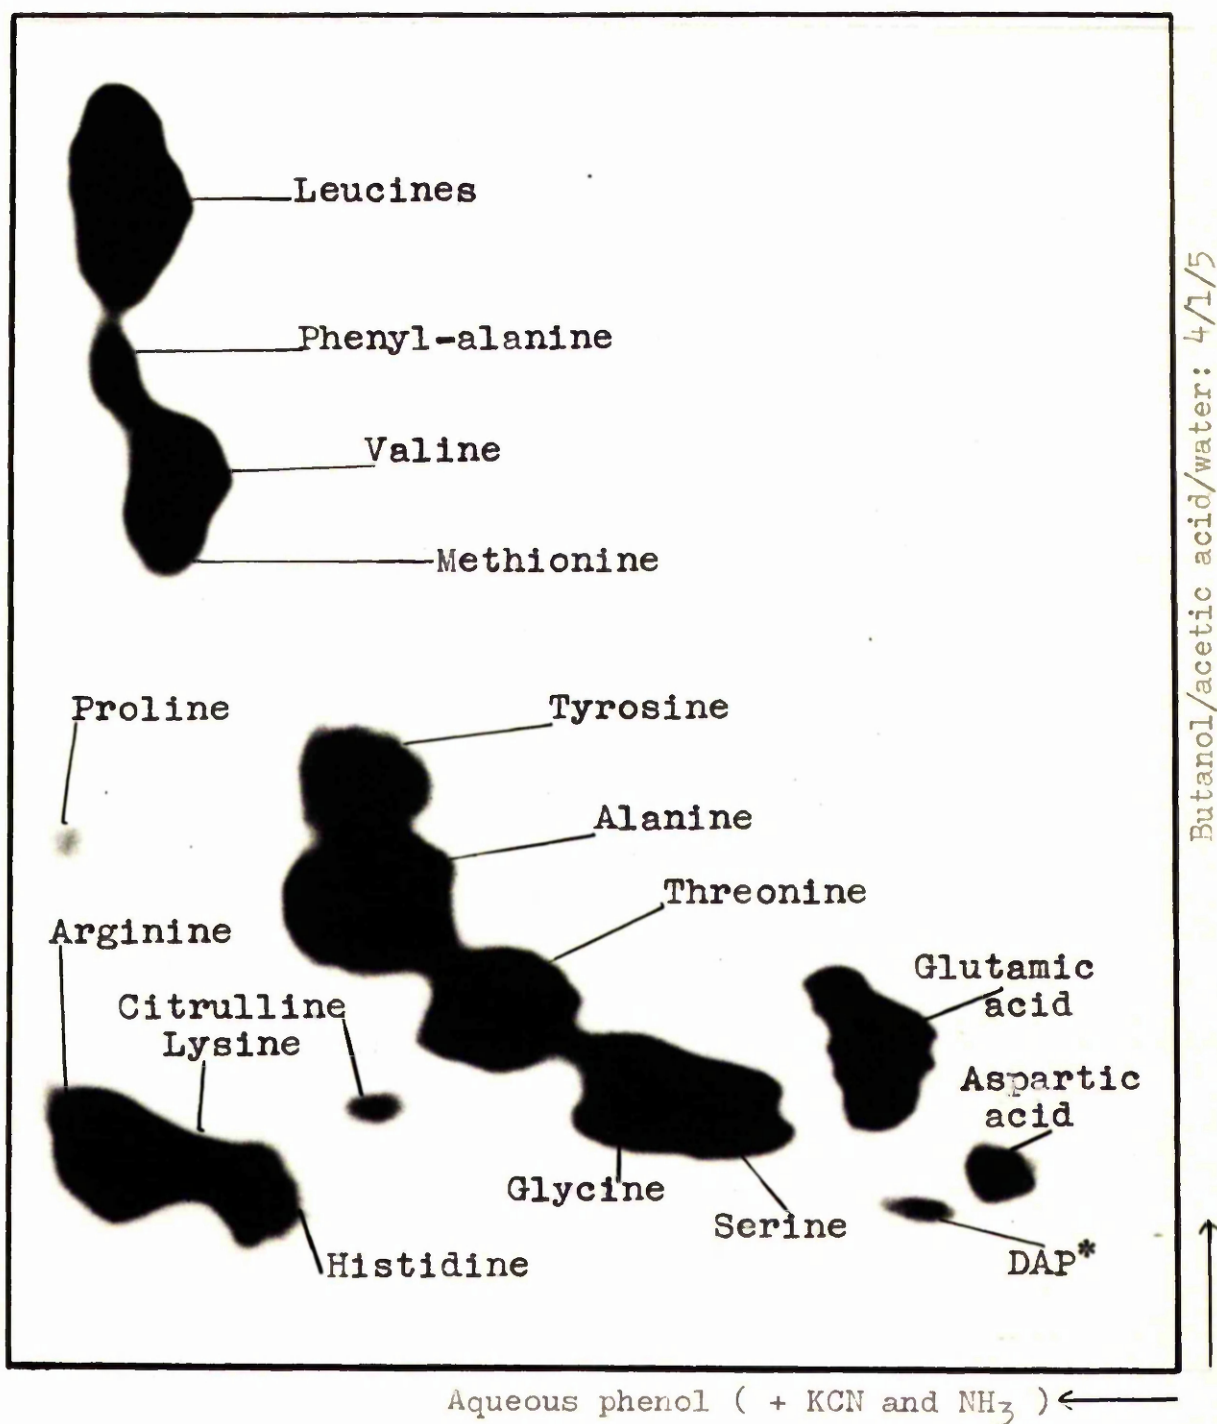 Leucines
Phenyl-alanine
Valine
Methionine
Proline
Tyrosine
Alanine
Threonine
Arginine
Glutamic
acid
Citrulline
Lysine
Aspartic
acid
Glycine
Serine
DAP*
Histidine
Butanol/acetic acid/water: 4/1/5
Aqueous phenol ( + KCN and NH₃ )